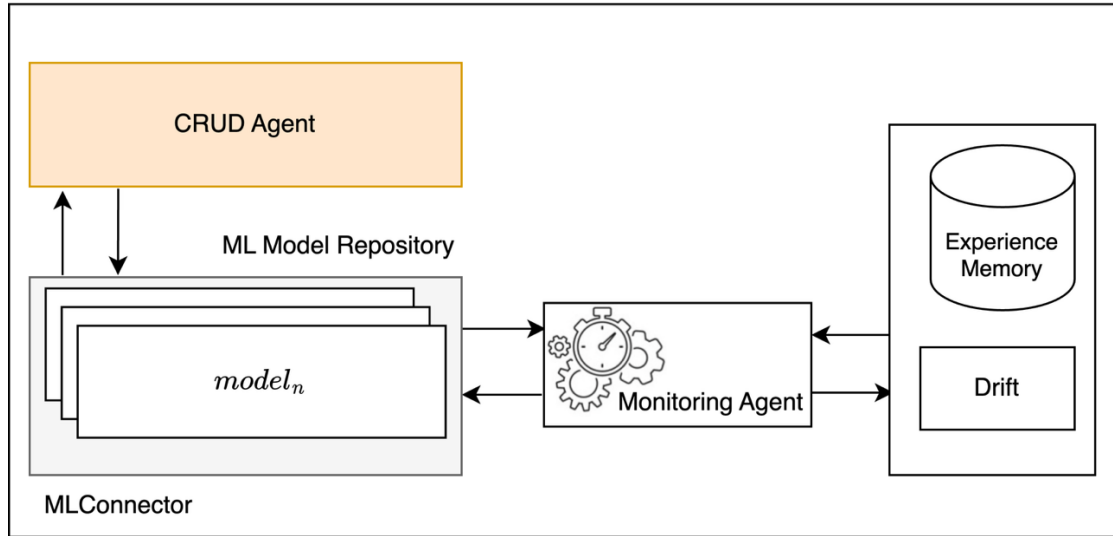 CRUD Agent
ML Model Repository
model_n
MLConnector
Monitoring Agent
Experience
Memory
Drift